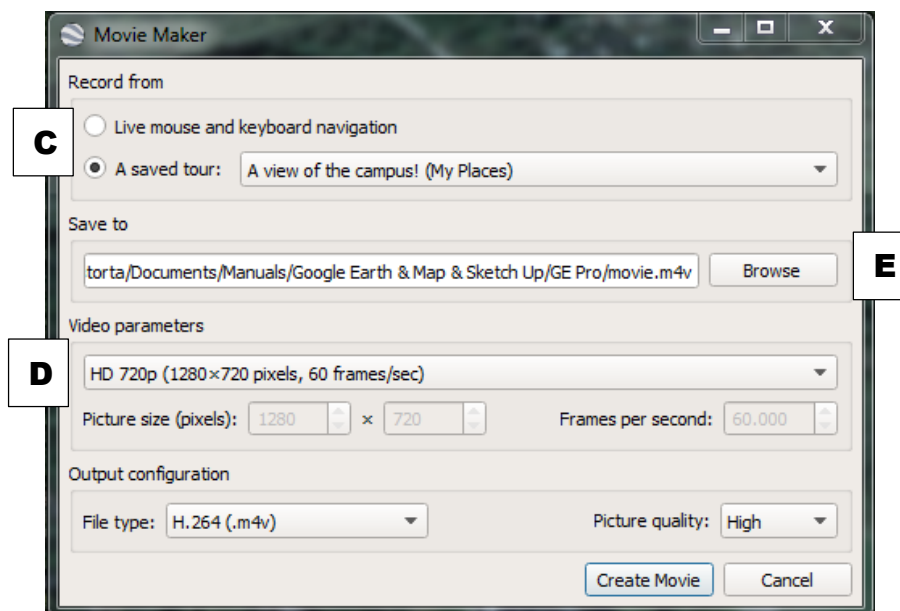 Movie Maker
Record from
C
Live mouse and keyboard navigation
A saved tour: A view of the campus! (My Places)
Save to
torta/Documents/Manuals/Google Earth & Map & Sketch Up/GE Pro/movie.m4v Browse
E
Video parameters
D
HD 720p (1280×720 pixels, 60 frames/sec)
Picture size (pixels): 1280 × 720 Frames per second: 60.000
Output configuration
File type: H.264 (.m4v) Picture quality: High
Create Movie Cancel